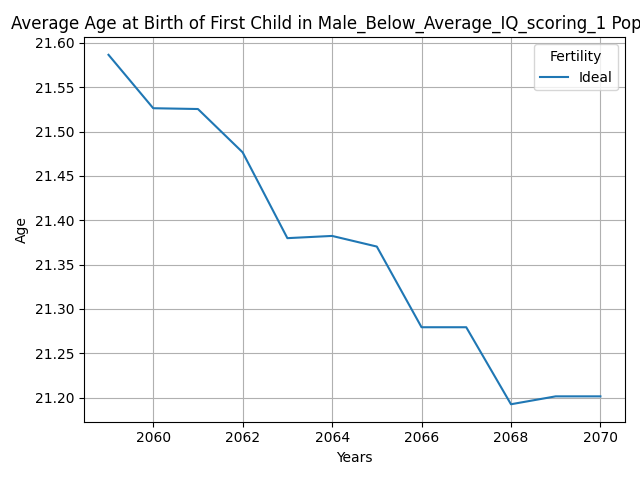 Average Age at Birth of First Child in Male_Below_Average_IQ_scoring_1 Pop
21.60
21.55
21.50
21.45
21.40
21.35
21.30
21.25
21.20
Age
Fertility
Ideal
2060 2062 2064 2066 2068 2070
Years